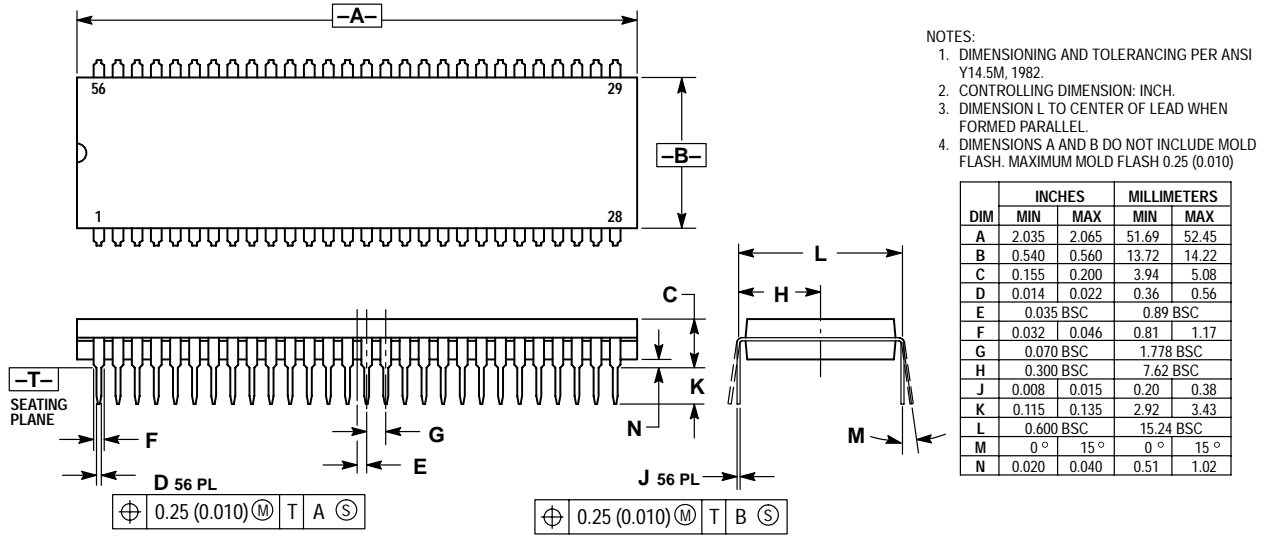 –A–
56
29
–B–
1
28
NOTES:
1. DIMENSIONING AND TOLERANCING PER ANSI
Y14.5M, 1982.
2. CONTROLLING DIMENSION: INCH.
3. DIMENSION L TO CENTER OF LEAD WHEN
FORMED PARALLEL.
4. DIMENSIONS A AND B DO NOT INCLUDE MOLD
FLASH. MAXIMUM MOLD FLASH 0.25 (0.010)
INCHES MILLIMETERS
DIM MIN MAX MIN MAX
A 2.035 2.065 51.69 52.45
B 0.540 0.560 13.72 14.22
C 0.155 0.200 3.94 5.08
D 0.014 0.022 0.36 0.56
E 0.035 BSC 0.89 BSC
F 0.032 0.046 0.81 1.17
G 0.070 BSC 1.778 BSC
H 0.300 BSC 7.62 BSC
J 0.008 0.015 0.20 0.38
K 0.115 0.135 2.92 3.43
L 0.600 BSC 15.24 BSC
M 0 ° 15 ° 0 ° 15 °
N 0.020 0.040 0.51 1.02
L
H
C
–T–
SEATING
PLANE
K
N
G
F
E
M
D 56 PL
J 56 PL
⌖ 0.25 (0.010) Ⓜ T A Ⓢ
⌖ 0.25 (0.010) Ⓜ T B Ⓢ